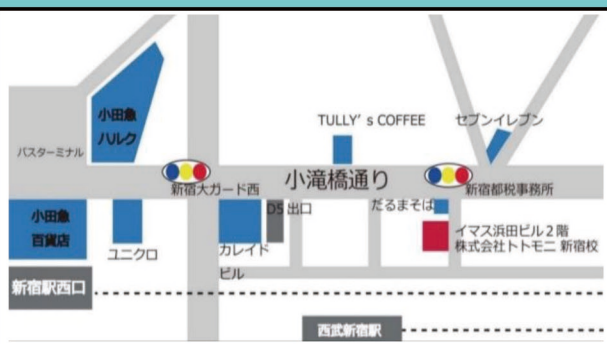 小田急
ハルク
バスターミナル
TULLY' s COFFEE
セブンイレブン
新宿大ガード西
小滝橋通り
新宿都税事務所
小田急
百貨店
ユニクロ
カレイド
ビル
D5 出口
だるまそば
イマス浜田ビル２階
株式会社トトモニ 新宿校
新宿駅西口
西武新宿駅